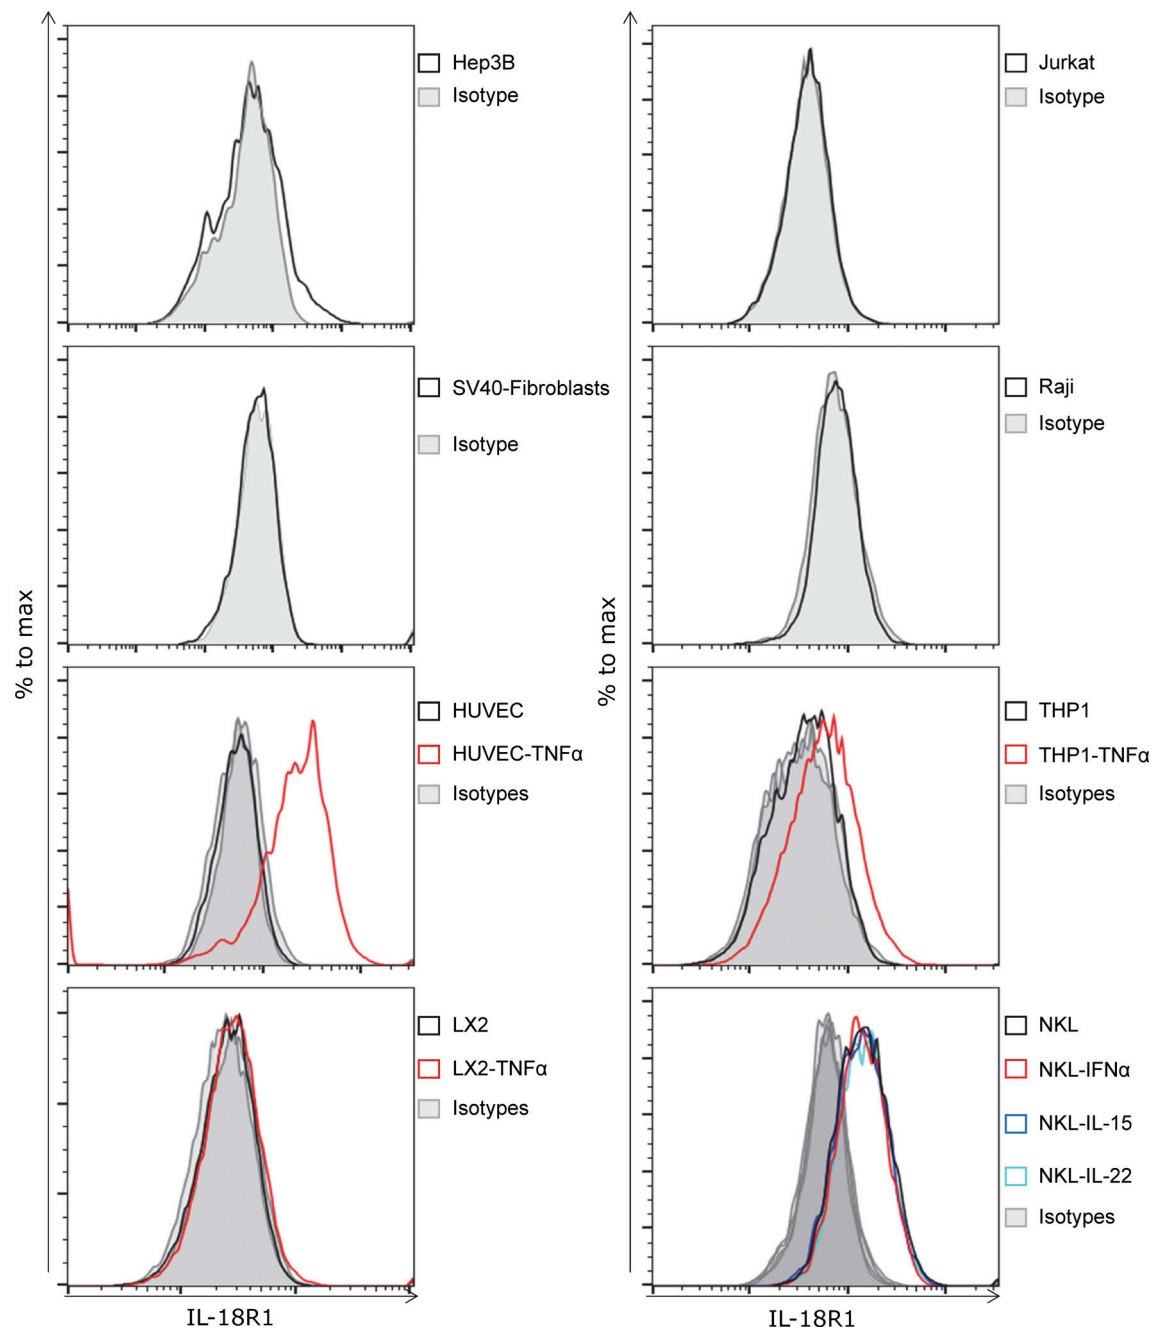 Hep3B
Isotype
SV40-Fibroblasts
Isotype
HUVEC
HUVEC-TNFα
Isotypes
LX2
LX2-TNFα
Isotypes
% to max
IL-18R1
Jurkat
Isotype
Raji
Isotype
THP1
THP1-TNFα
Isotypes
NKL
NKL-IFNα
NKL-IL-15
NKL-IL-22
Isotypes
% to max
IL-18R1